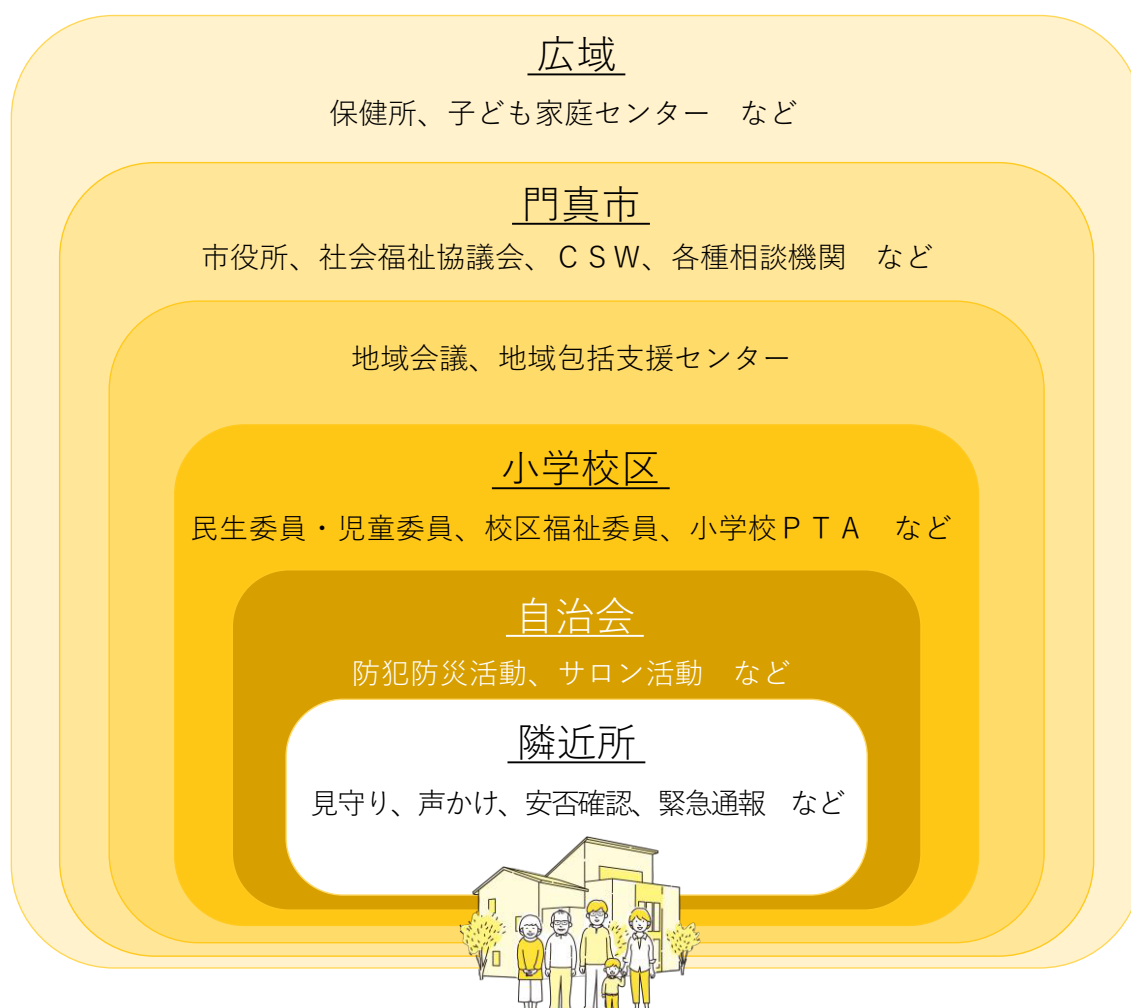 広域
保健所、子ども家庭センター　など
門真市
市役所、社会福祉協議会、ＣＳＷ、各種相談機関　など
地域会議、地域包括支援センター
小学校区
民生委員・児童委員、校区福祉委員、小学校ＰＴＡ　など
自治会
防犯防災活動、サロン活動　など
隣近所
見守り、声かけ、安否確認、緊急通報　など